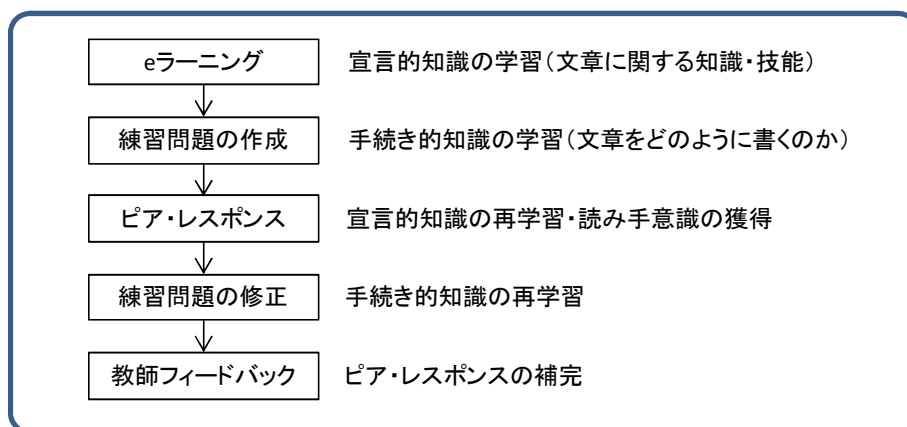 eラーニング 宣言的知識の学習(文章に関する知識・技能)
練習問題の作成 手続き的知識の学習(文章をどのように書くのか)
ピア・レスポンス 宣言的知識の再学習・読み手意識の獲得
練習問題の修正 手続き的知識の再学習
教師フィードバック ピア・レスポンスの補完